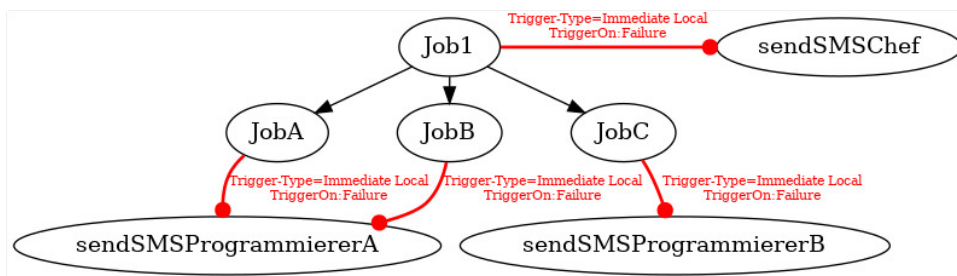 Trigger-Type=Immediate Local
TriggerOn:Failure
Job1
sendSMSChef
JobA
JobB
JobC
Trigger-Type=Immediate Local
TriggerOn:Failure
Trigger-Type=Immediate Local
TriggerOn:Failure
Trigger-Type=Immediate Local
TriggerOn:Failure
sendSMSProgrammiererA
sendSMSProgrammiererB